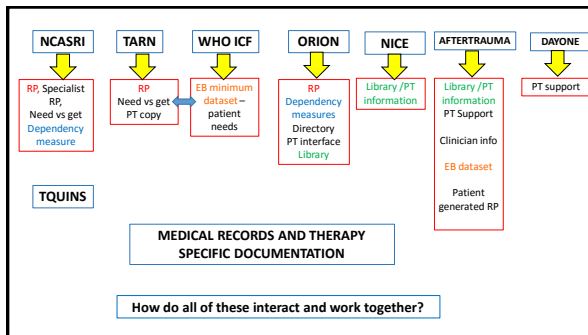 NCASRI
TARN
WHO ICF
ORION
NICE
AFTERTRAUMA
DAYONE
RP, Specialist
RP,
Need vs get
Dependency
measure
RP
Need vs get
PT copy
EB minimum
dataset –
patient
needs
RP
Dependency
measures
Directory
PT interface
Library
Library /PT
information
Library /PT
information
PT Support
Clinician info
EB dataset
Patient
generated RP
PT support
TQUINS
MEDICAL RECORDS AND THERAPY
SPECIFIC DOCUMENTATION
How do all of these interact and work together?